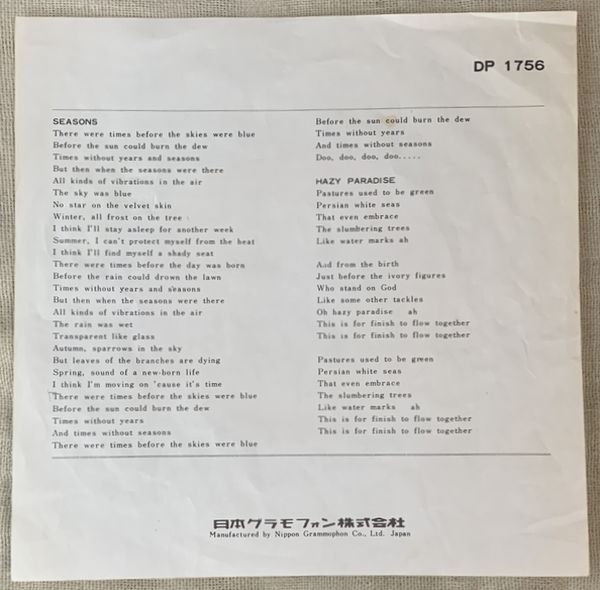 DP 1756
SEASONS
There were times before the skies were blue
Before the sun could burn the dew
Times without years and seasons
But then when the seasons were there
All kinds of vibrations in the air
The sky was blue
No star on the velvet skin
Winter, all frost on the tree
I think I'll stay asleep for another week
Summer, I can't protect myself from the heat
I think I'll find myself a shady seat
There were times before the day was born
Before the rain could drown the lawn
Times without years and seasons
But then when the seasons were there
All kinds of vibrations in the air
The rain was wet
Transparent like glass
Autumn, sparrows in the sky
But leaves of the branches are dying
Spring, sound of a new-born life
I think I'm moving on 'cause it's time
There were times before the skies were blue
Before the sun could burn the dew
Times without years
And times without seasons
There were times before the skies were blue
Before the sun could burn the dew
Times without years
And times without seasons
Doo, doo, doo, doo.....
HAZY PARADISE
Pastures used to be green
Persian white seas
That even embrace
The slumbering trees
Like water marks ah
And from the birth
Just before the ivory figures
Who stand on God
Like some other tackles
Oh hazy paradise ah
This is for finish to flow together
This is for finish to flow together
Pastures used to be green
Persian white seas
That even embrace
The slumbering trees
Like water marks ah
This is for finish to flow together
This is for finish to flow together
日本グラモフォン株式会社
Manufactured by Nippon Grammophon Co., Ltd. Japan